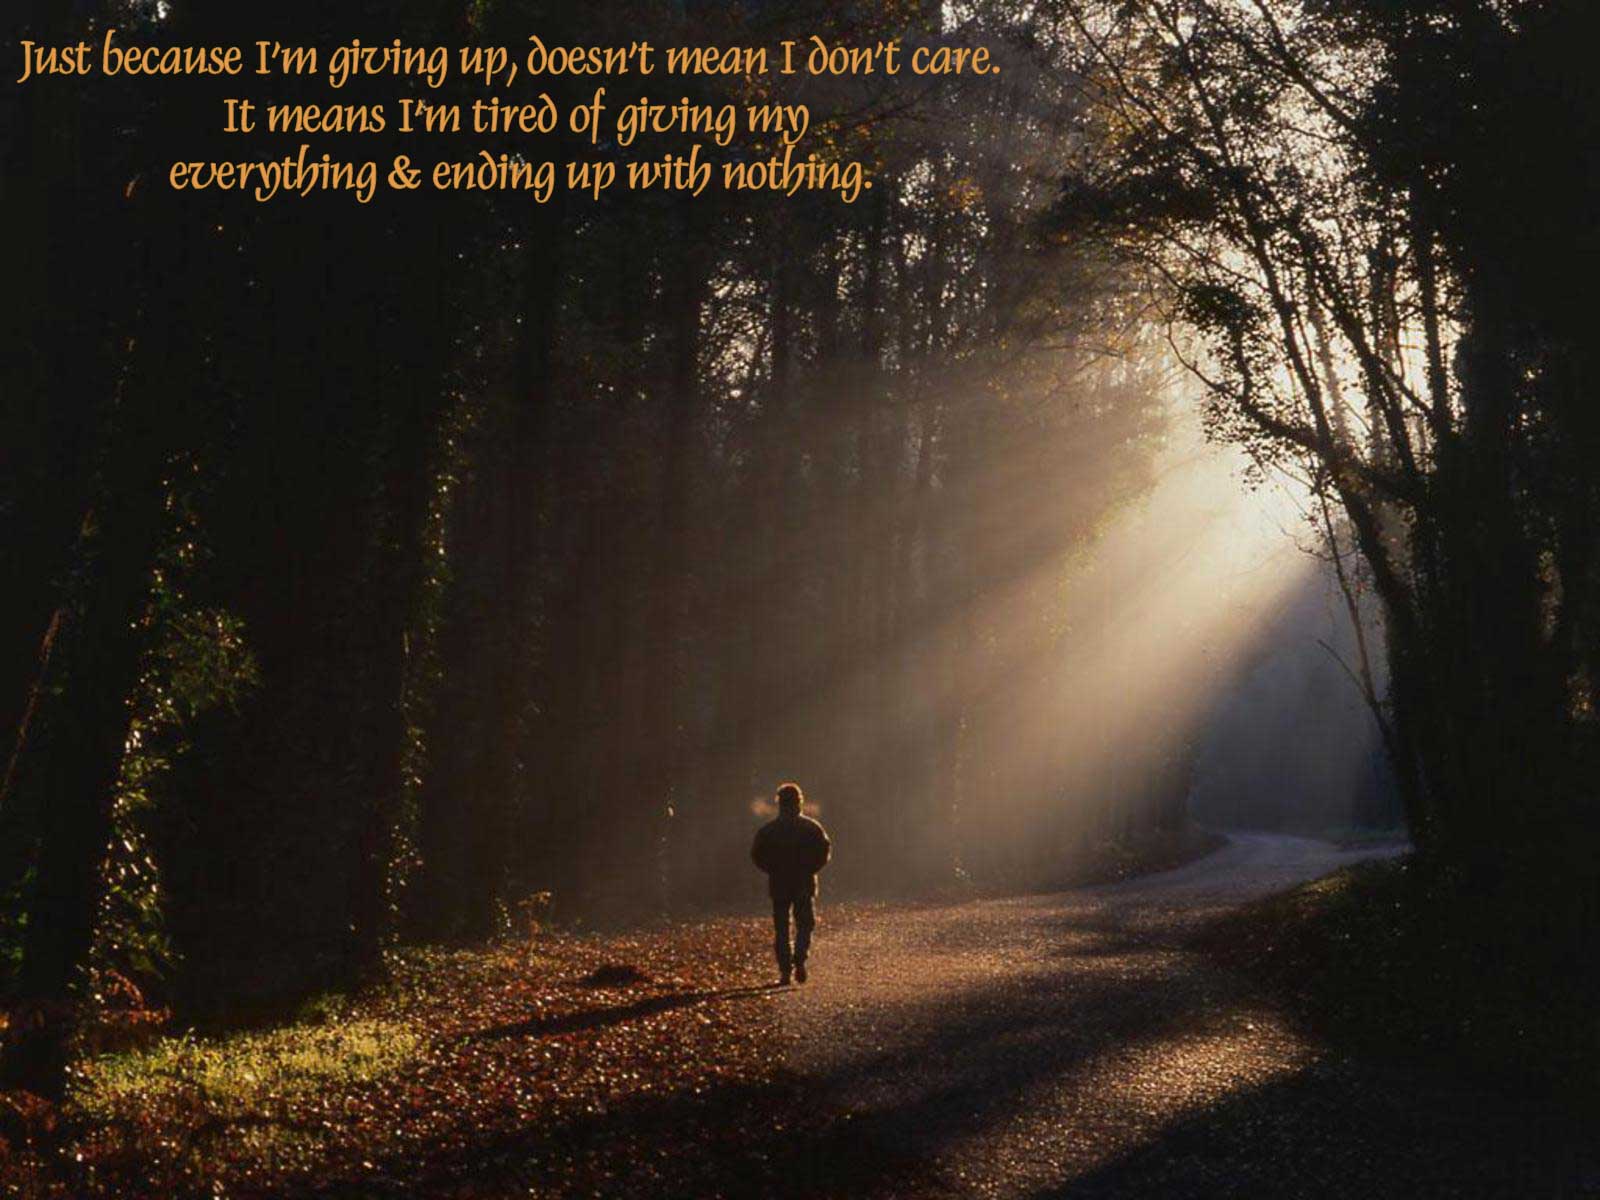 Just because I'm giving up, doesn't mean I don't care.
It means I'm tired of giving my
everything & ending up with nothing.